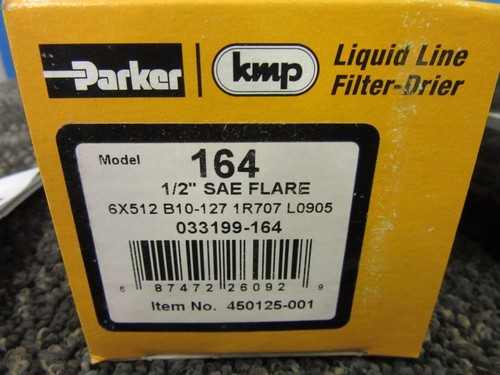 Parker
kmp
Liquid Line
Filter-Drier
Model 164
1/2" SAE FLARE
6X512 B10-127 1R707 L0905
033199-164
6 87472 26092 9
Item No. 450125-001